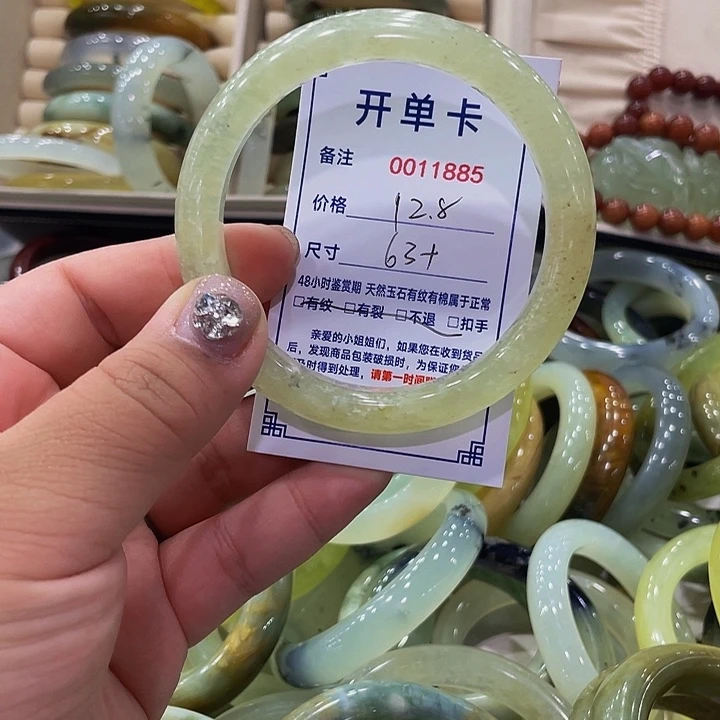 开单卡
备注 0011885
价格 12.8
尺寸 63+
48小时鉴赏期 天然玉石有纹有棉属于正常
□有纹 □有裂 □不退 □扣手
亲爱的小姐姐们，如果您在收到货
后，发现商品包装破损时，为保证您
及时得到处理，请第一时间